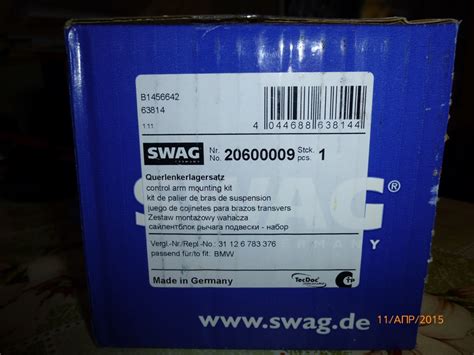 B1456642
63814
1.11
4 044688 638144
SWAG
Nr.
No. 20600009 Stck.
pcs. 1
Querlenkerlagersatz
control arm mounting kit
kit de palier de bras de suspension
juego de cojinetes para brazos transvers
Zestaw montażowy wahacza
сайлентблок рычага подвески - набор
Vergl.-Nr./Repl.-No.: 31 12 6 783 376
passend für/to fit: BMW
Made in Germany
TecDoc
TP
SWAG®
GERMANY
www.swag.de
11/АПР/2015